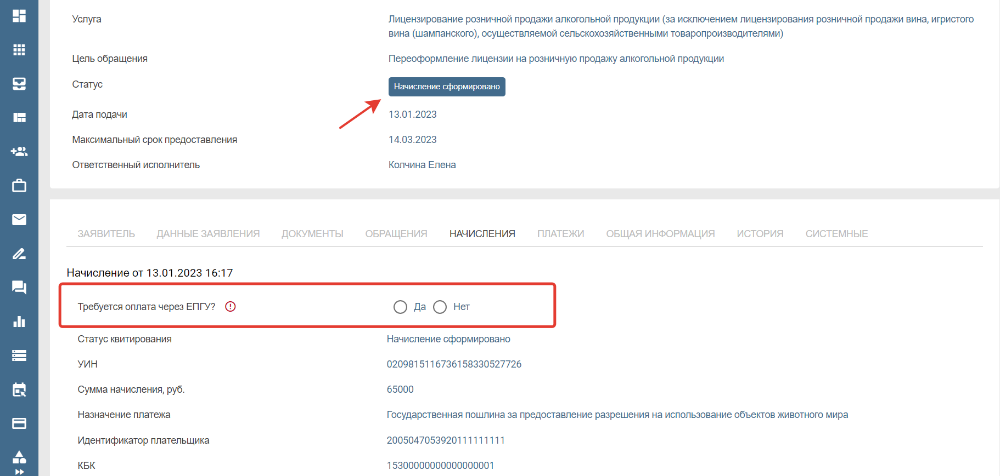 Услуга
Лицензирование розничной продажи алкогольной продукции (за исключением лицензирования розничной продажи вина, игристого
вина (шампанского), осуществляемой сельскохозяйственными товаропроизводителями)
Цель обращения
Переоформление лицензии на розничную продажу алкогольной продукции
Статус
Начисление сформировано
Дата подачи
13.01.2023
Максимальный срок предоставления
14.03.2023
Ответственный исполнитель
Колчина Елена
ЗАЯВИТЕЛЬ ДАННЫЕ ЗАЯВЛЕНИЯ ДОКУМЕНТЫ ОБРАЩЕНИЯ НАЧИСЛЕНИЯ ПЛАТЕЖИ ОБЩАЯ ИНФОРМАЦИЯ ИСТОРИЯ СИСТЕМНЫЕ
Начисление от 13.01.2023 16:17
Требуется оплата через ЕПГУ?
Да Нет
Статус квитирования
Начисление сформировано
УИН
0209815116736158330527726
Сумма начисления, руб.
65000
Назначение платежа
Государственная пошлина за предоставление разрешения на использование объектов животного мира
Идентификатор плательщика
2005047053920111111111
КБК
15300000000000000001